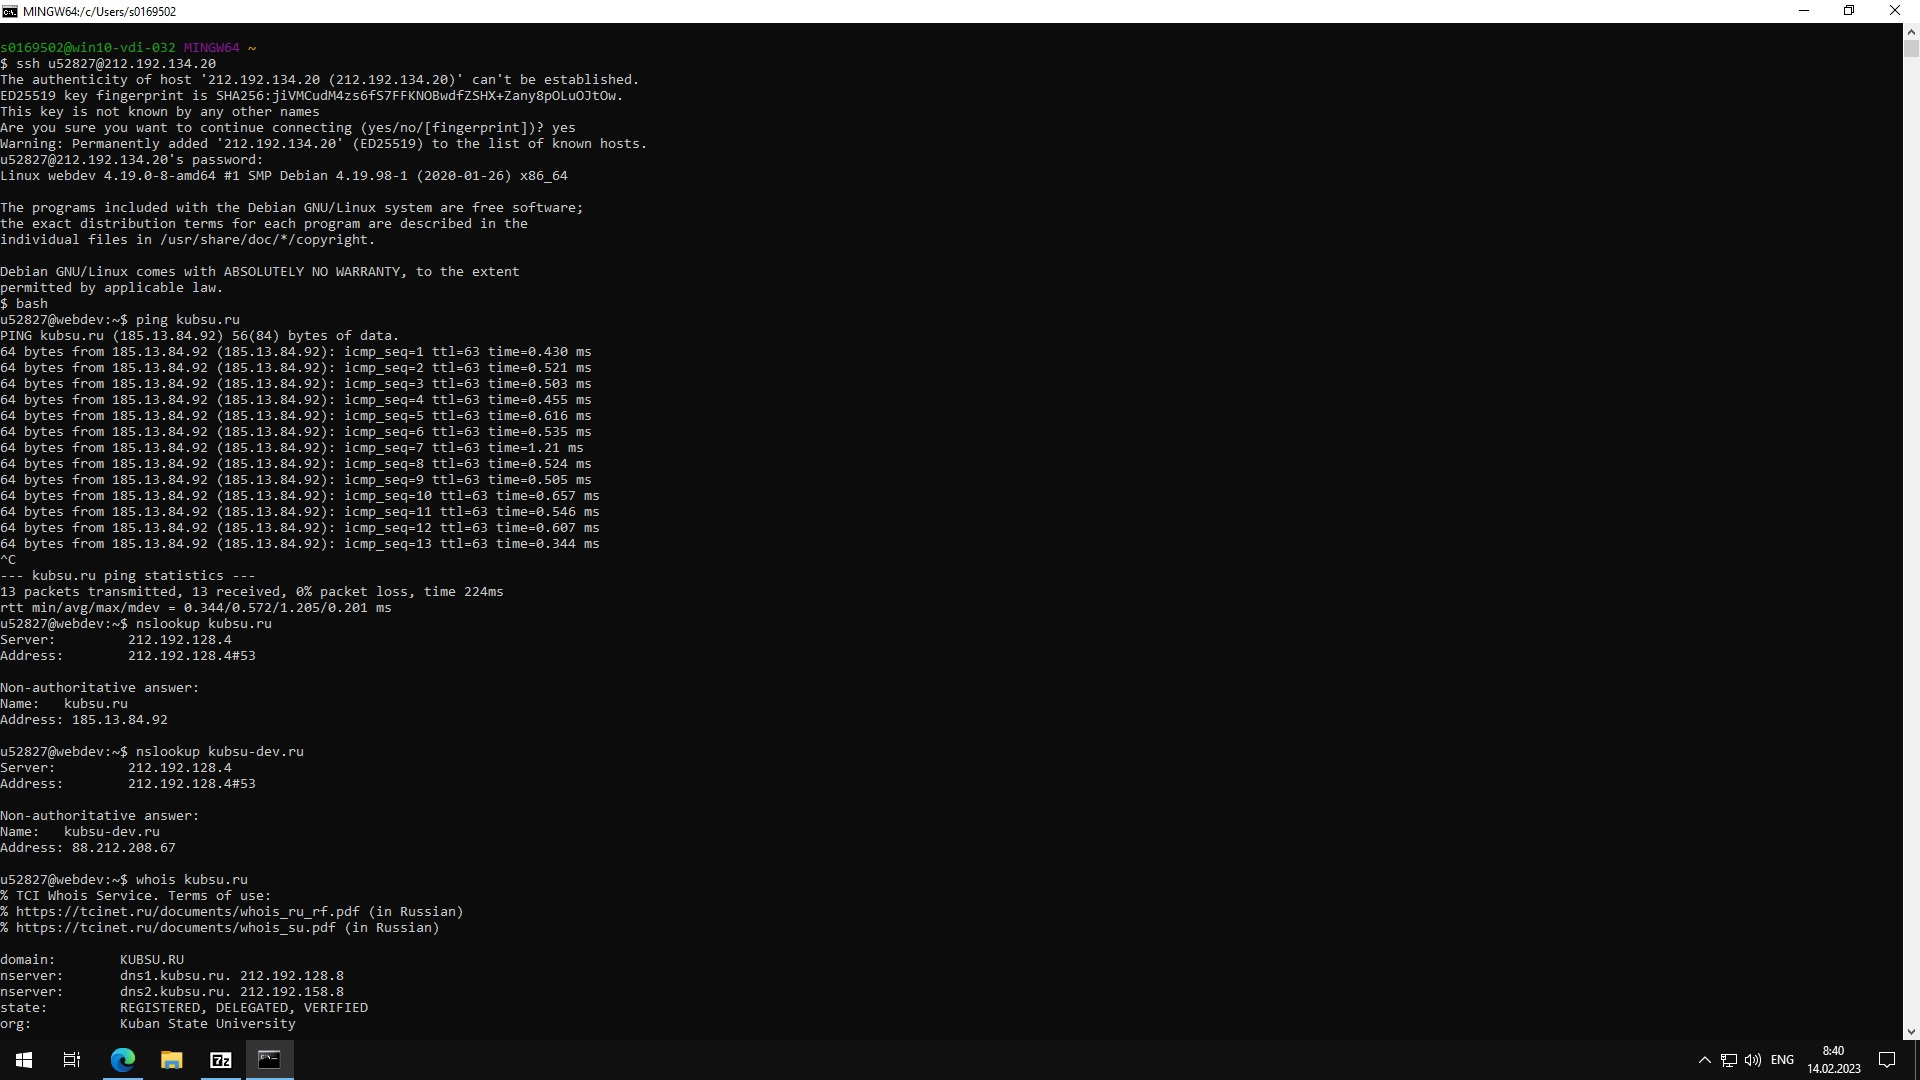 MINGW64:/c/Users/s0169502
s0169502@win10-vdi-032 MINGW64 ~
$ ssh u52827@212.192.134.20
The authenticity of host '212.192.134.20 (212.192.134.20)' can't be established.
ED25519 key fingerprint is SHA256:jiVMCudM4zs6fS7FFKNOBwdfZSHX+Zany8pOLuOJtOw.
This key is not known by any other names
Are you sure you want to continue connecting (yes/no/[fingerprint])? yes
Warning: Permanently added '212.192.134.20' (ED25519) to the list of known hosts.
u52827@212.192.134.20's password:
Linux webdev 4.19.0-8-amd64 #1 SMP Debian 4.19.98-1 (2020-01-26) x86_64
The programs included with the Debian GNU/Linux system are free software;
the exact distribution terms for each program are described in the
individual files in /usr/share/doc/*/copyright.
Debian GNU/Linux comes with ABSOLUTELY NO WARRANTY, to the extent
permitted by applicable law.
$ bash
u52827@webdev:~$ ping kubsu.ru
PING kubsu.ru (185.13.84.92) 56(84) bytes of data.
64 bytes from 185.13.84.92 (185.13.84.92): icmp_seq=1 ttl=63 time=0.430 ms
64 bytes from 185.13.84.92 (185.13.84.92): icmp_seq=2 ttl=63 time=0.521 ms
64 bytes from 185.13.84.92 (185.13.84.92): icmp_seq=3 ttl=63 time=0.503 ms
64 bytes from 185.13.84.92 (185.13.84.92): icmp_seq=4 ttl=63 time=0.455 ms
64 bytes from 185.13.84.92 (185.13.84.92): icmp_seq=5 ttl=63 time=0.616 ms
64 bytes from 185.13.84.92 (185.13.84.92): icmp_seq=6 ttl=63 time=0.535 ms
64 bytes from 185.13.84.92 (185.13.84.92): icmp_seq=7 ttl=63 time=1.21 ms
64 bytes from 185.13.84.92 (185.13.84.92): icmp_seq=8 ttl=63 time=0.524 ms
64 bytes from 185.13.84.92 (185.13.84.92): icmp_seq=9 ttl=63 time=0.505 ms
64 bytes from 185.13.84.92 (185.13.84.92): icmp_seq=10 ttl=63 time=0.657 ms
64 bytes from 185.13.84.92 (185.13.84.92): icmp_seq=11 ttl=63 time=0.546 ms
64 bytes from 185.13.84.92 (185.13.84.92): icmp_seq=12 ttl=63 time=0.607 ms
64 bytes from 185.13.84.92 (185.13.84.92): icmp_seq=13 ttl=63 time=0.344 ms
^C
--- kubsu.ru ping statistics ---
13 packets transmitted, 13 received, 0% packet loss, time 224ms
rtt min/avg/max/mdev = 0.344/0.572/1.205/0.201 ms
u52827@webdev:~$ nslookup kubsu.ru
Server:         212.192.128.4
Address:        212.192.128.4#53
Non-authoritative answer:
Name:   kubsu.ru
Address: 185.13.84.92
u52827@webdev:~$ nslookup kubsu-dev.ru
Server:         212.192.128.4
Address:        212.192.128.4#53
Non-authoritative answer:
Name:   kubsu-dev.ru
Address: 88.212.208.67
u52827@webdev:~$ whois kubsu.ru
% TCI Whois Service. Terms of use:
% https://tcinet.ru/documents/whois_ru_rf.pdf (in Russian)
% https://tcinet.ru/documents/whois_su.pdf (in Russian)
domain:        KUBSU.RU
nserver:       dns1.kubsu.ru. 212.192.128.8
nserver:       dns2.kubsu.ru. 212.192.158.8
state:         REGISTERED, DELEGATED, VERIFIED
org:           Kuban State University
7z
ENG
8:40
14.02.2023